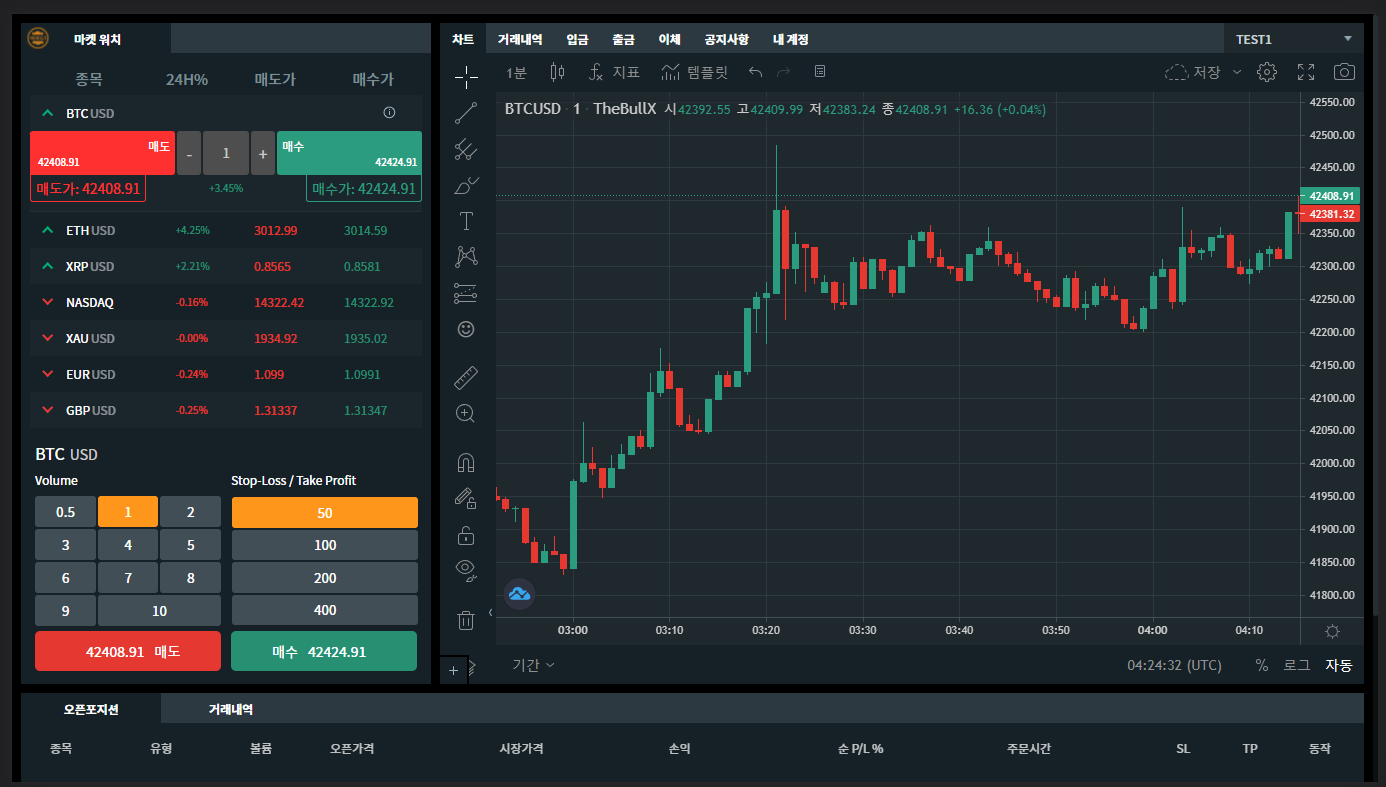 마켓 워치
종목 24H% 매도가 매수가
BTC USD
매도 42408.91 - 1 + 매수 42424.91
매도가: 42408.91 +3.45% 매수가: 42424.91
ETH USD +4.25% 3012.99 3014.59
XRP USD +2.21% 0.8565 0.8581
NASDAQ -0.16% 14322.42 14322.92
XAU USD -0.00% 1934.92 1935.02
EUR USD -0.24% 1.099 1.0991
GBP USD -0.25% 1.31337 1.31347
BTC USD
Volume Stop-Loss / Take Profit
0.5 1 2 50
3 4 5 100
6 7 8 200
9 10 400
42408.91 매도 매수 42424.91
차트 거래내역 입금 출금 이체 공지사항 내 계정 TEST1
1분 지표 템플릿 저장
BTCUSD · 1 · TheBullX 시42392.55 고42409.99 저42383.24 종42408.91 +16.36 (+0.04%)
42550.00
42500.00
42450.00
42408.91
42381.32
42350.00
42300.00
42250.00
42200.00
42150.00
42100.00
42050.00
42000.00
41950.00
41900.00
41850.00
41800.00
03:00 03:10 03:20 03:30 03:40 03:50 04:00 04:10
기간 04:24:32 (UTC) % 로그 자동
오픈포지션 거래내역
종목 유형 볼륨 오픈가격 시장가격 손익 순 P/L % 주문시간 SL TP 동작